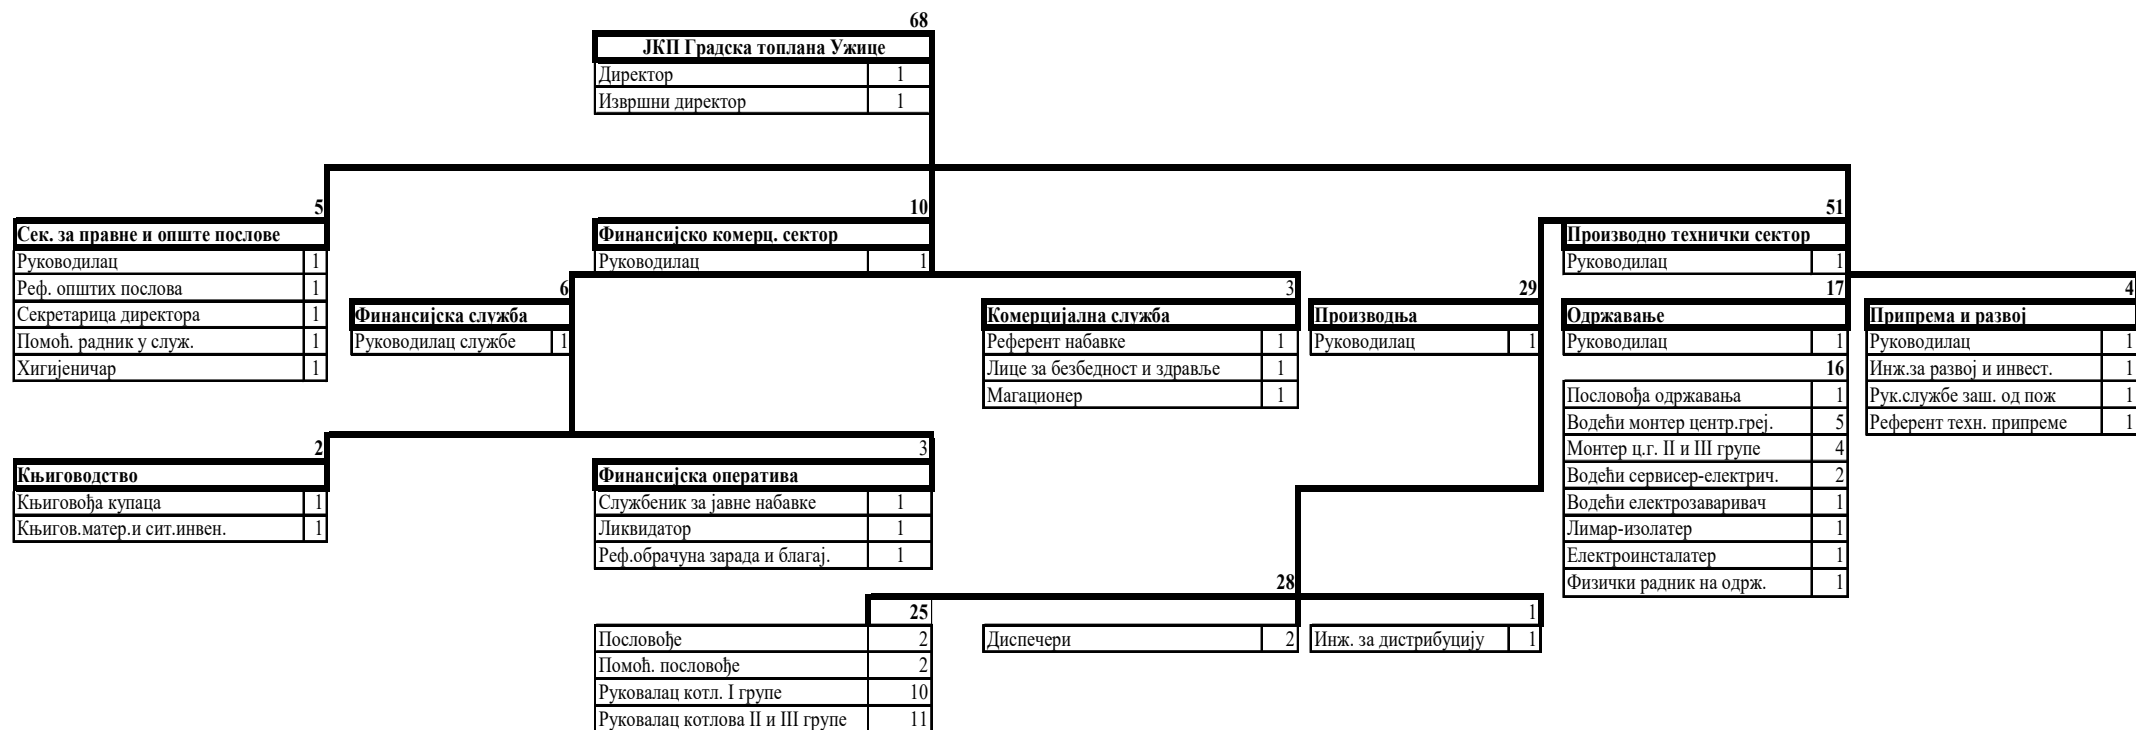 68
ЈКП Градска топлана Ужице
Директор 1
Извршни директор 1
5
Сек. за правне и опште послове
Руководилац 1
Реф. општих послова 1
Секретарица директора 1
Помоћ. радник у служ. 1
Хигијеничар 1
10
Финансијско комерц. сектор
Руководилац 1
6
Финансијска служба
Руководилац службе 1
3
Комерцијална служба
Референт набавке 1
Лице за безбедност и здравље 1
Магационер 1
2
Књиговодство
Књиговођа купаца 1
Књигов.матер.и сит.инвен. 1
3
Финансијска оператива
Службеник за јавне набавке 1
Ликвидатор 1
Реф.обрачуна зарада и благај. 1
51
Производно технички сектор
Руководилац 1
29
Производња
Руководилац 1
17
Одржавање
Руководилац 1
16
Пословођа одржавања 1
Водећи монтер центр.греј. 5
Монтер ц.г. II и III групе 4
Водећи сервисер-електрич. 2
Водећи електрозаваривач 1
Лимар-изолатер 1
Електроинсталатер 1
Физички радник на одрж. 1
4
Припрема и развој
Руководилац 1
Инж.за развој и инвест. 1
Рук.службе заш. од пож 1
Референт техн. припреме 1
28
25
Пословође 2
Помоћ. пословође 2
Руковалац котл. I групе 10
Руковалац котлова II и III групе 11
Диспечери 2
1
Инж. за дистрибуцију 1